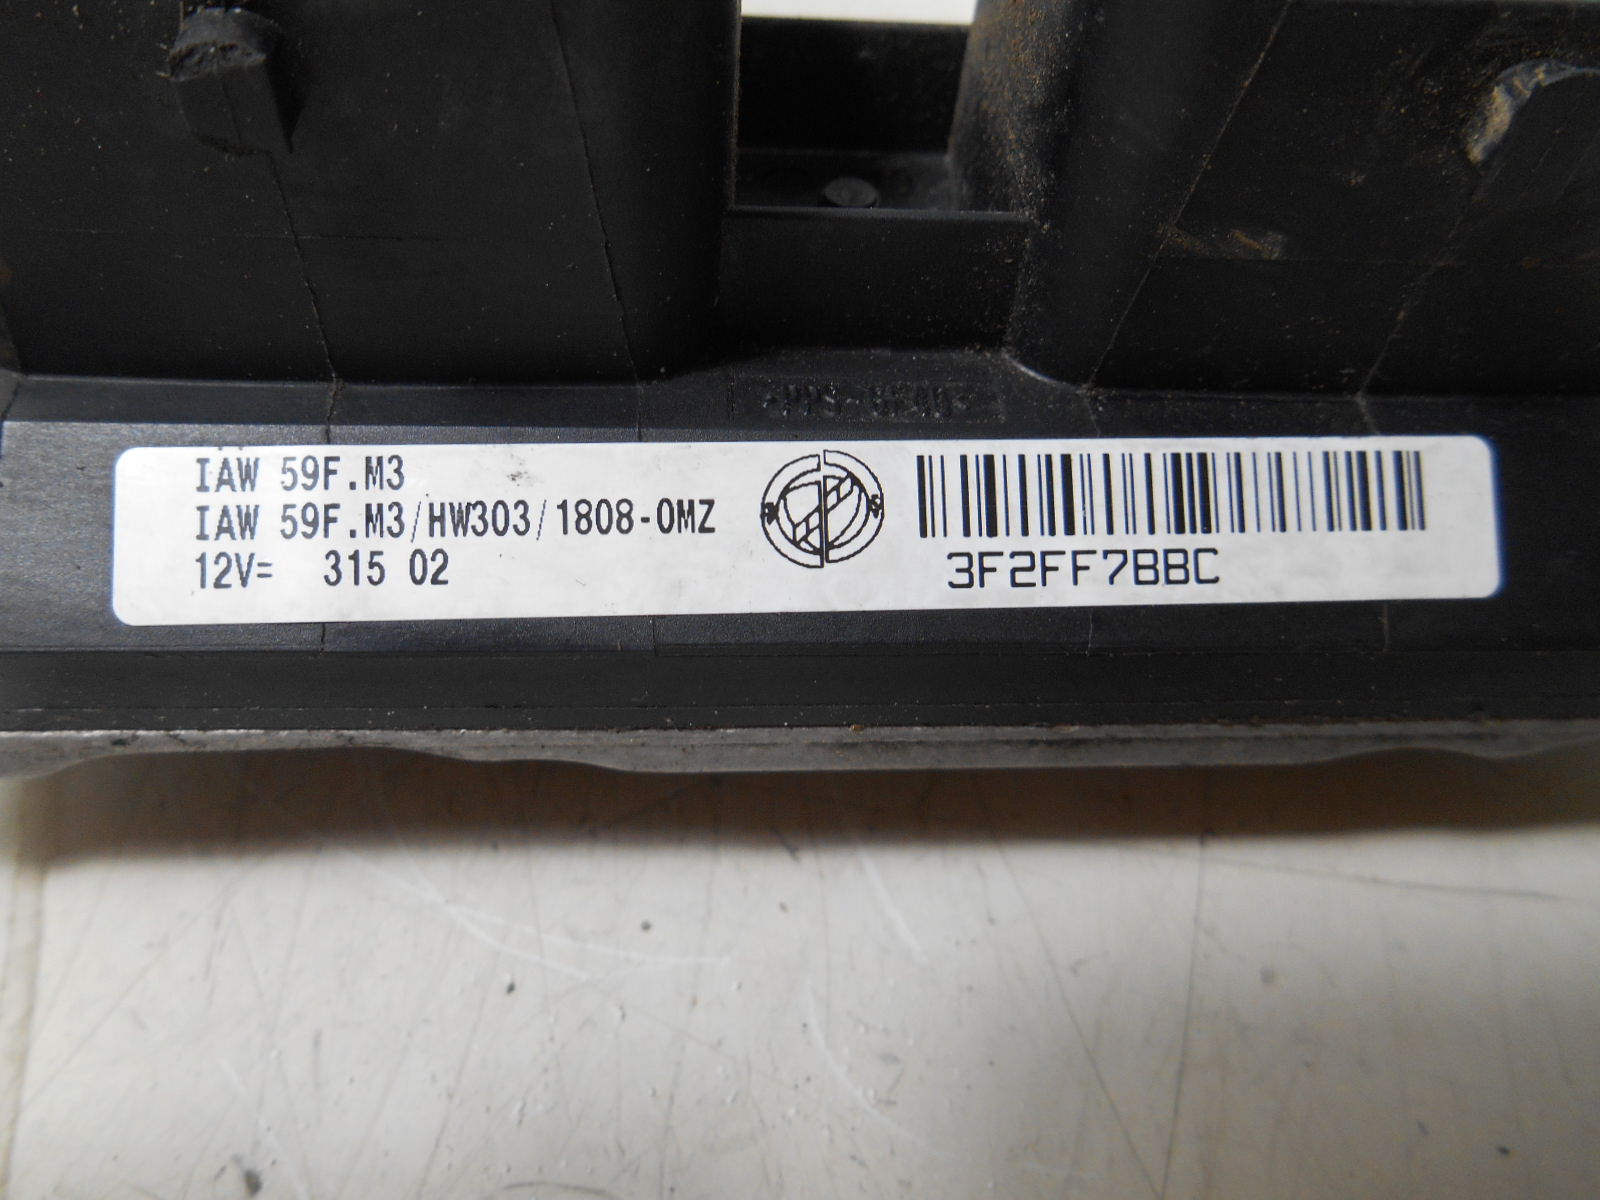 IAW 59F.M3
IAW 59F.M3/HW303/1808-0MZ
12V= 315 02
3F2FF7BBC